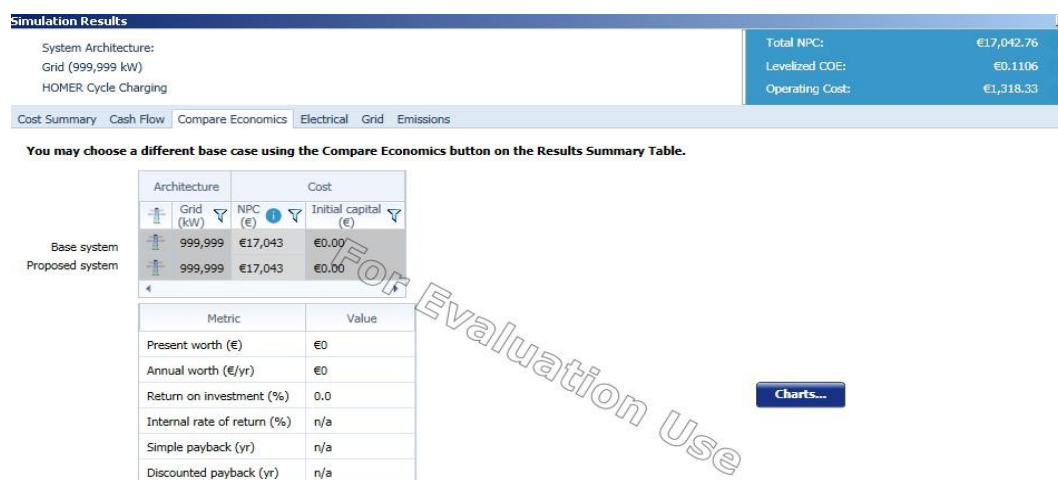 Simulation Results
System Architecture:
Grid (999,999 kW)
HOMER Cycle Charging
Total NPC: €17,042.76
Levelized COE: €0.1106
Operating Cost: €1,318.33
Cost Summary Cash Flow Compare Economics Electrical Grid Emissions
You may choose a different base case using the Compare Economics button on the Results Summary Table.
Architecture Cost
Grid (kW) NPC (€) Initial capital (€)
Base system 999,999 €17,043 €0.00
Proposed system 999,999 €17,043 €0.00
Metric Value
Present worth (€) €0
Annual worth (€/yr) €0
Return on investment (%) 0.0
Internal rate of return (%) n/a
Simple payback (yr) n/a
Discounted payback (yr) n/a
Charts...
For Evaluation Use